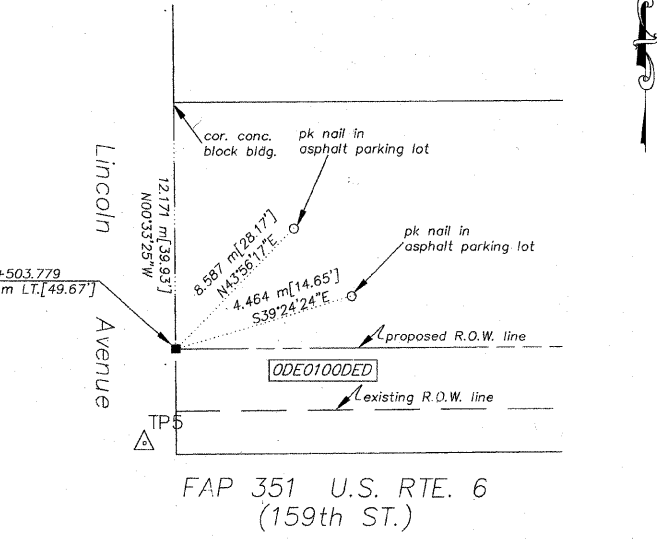 cor. conc.
block bldg.
pk nail in
asphalt parking lot
Lincoln Avenue
12.171 m[39.93']
N00°33'25"W
8.587 m[28.17']
N43°56'17"E
pk nail in
asphalt parking lot
+503.779
m LT.[49.67']
4.464 m[14.65']
S39°24'24"E
proposed R.O.W. line
0DE0100DED
existing R.O.W. line
TP5
FAP 351 U.S. RTE. 6
(159th ST.)